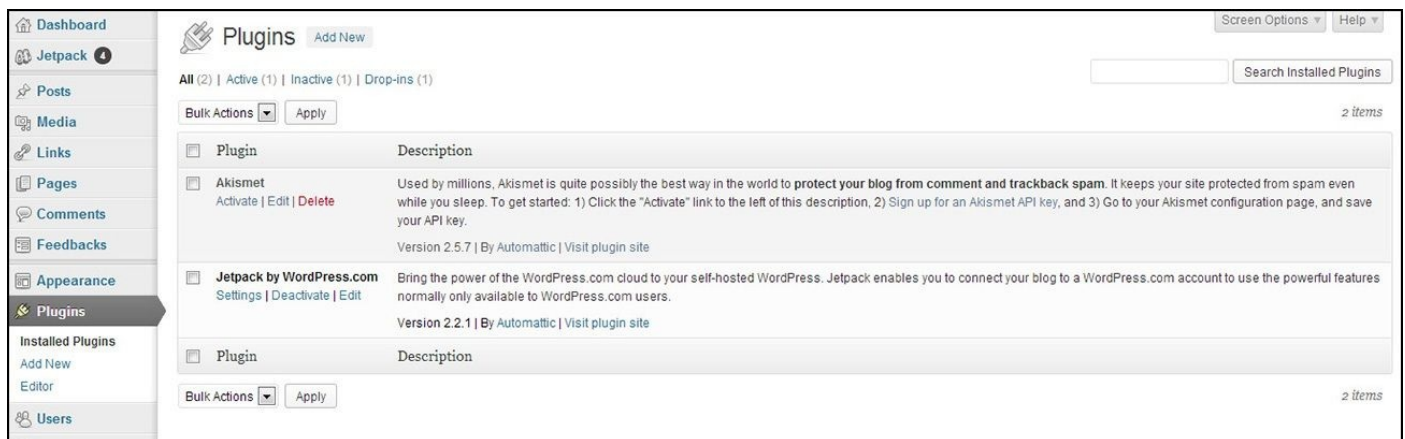 Dashboard
Jetpack 4
Posts
Media
Links
Pages
Comments
Feedbacks
Appearance
Plugins
Installed Plugins
Add New
Editor
Users
Screen Options Help
Plugins Add New
All (2) | Active (1) | Inactive (1) | Drop-ins (1)
Search Installed Plugins
Bulk Actions Apply
2 items
Plugin Description
Akismet
Activate | Edit | Delete
Used by millions, Akismet is quite possibly the best way in the world to protect your blog from comment and trackback spam. It keeps your site protected from spam even
while you sleep. To get started: 1) Click the "Activate" link to the left of this description, 2) Sign up for an Akismet API key, and 3) Go to your Akismet configuration page, and save
your API key.
Version 2.5.7 | By Automattic | Visit plugin site
Jetpack by WordPress.com
Settings | Deactivate | Edit
Bring the power of the WordPress.com cloud to your self-hosted WordPress. Jetpack enables you to connect your blog to a WordPress.com account to use the powerful features
normally only available to WordPress.com users.
Version 2.2.1 | By Automattic | Visit plugin site
Plugin Description
Bulk Actions Apply
2 items